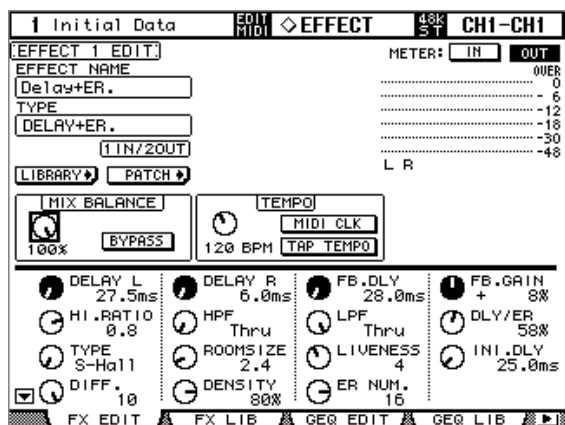 1 Initial Data EDIT MIDI ◇EFFECT 48K ST CH1-CH1
EFFECT 1 EDIT METER: IN OUT
EFFECT NAME OVER
Delay+ER. 0
TYPE - 6
DELAY+ER. -12
-18
1IN/2OUT -30
-48
L R
LIBRARY PATCH
MIX BALANCE TEMPO
MIDI CLK
BYPASS
100% 120 BPM TAP TEMPO
DELAY L DELAY R FB.DLY FB.GAIN
27.5ms 6.0ms 28.0ms + 8%
HI.RATIO HPF LPF DLY/ER
0.8 Thru Thru 58%
TYPE ROOMSIZE LIVENESS INI.DLY
S-Hall 2.4 4 25.0ms
DIFF. DENSITY ER NUM.
10 80% 16
FX EDIT FX LIB GEQ EDIT GEQ LIB